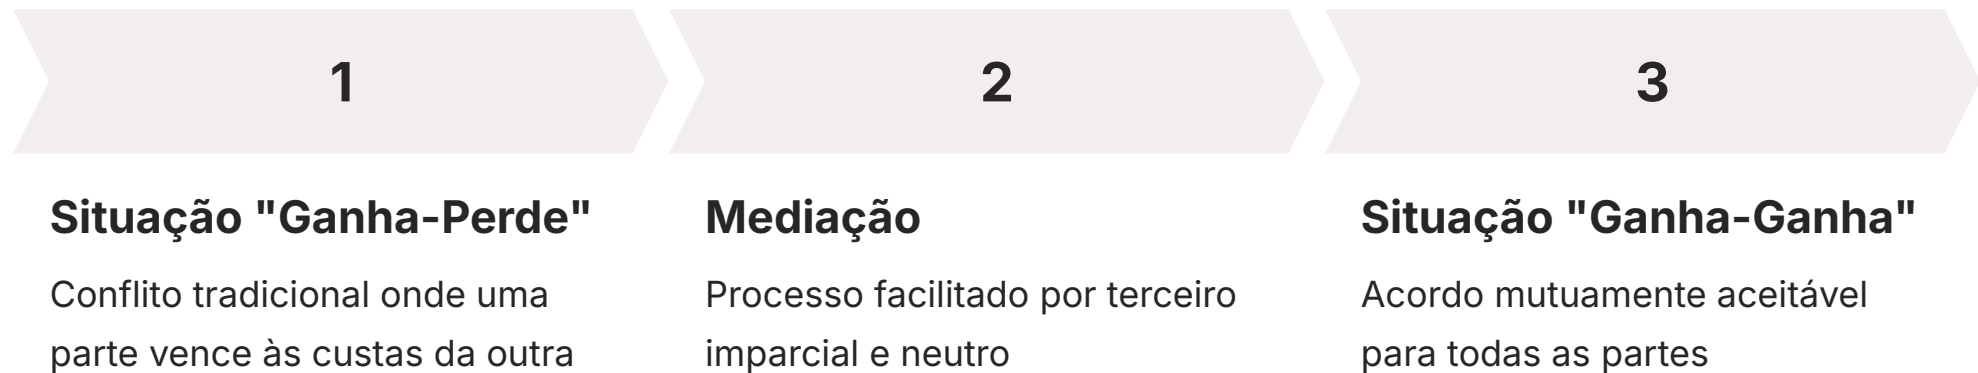 1
Situação "Ganha-Perde"
Conflito tradicional onde uma
parte vence às custas da outra
2
Mediação
Processo facilitado por terceiro
imparcial e neutro
3
Situação "Ganha-Ganha"
Acordo mutuamente aceitável
para todas as partes